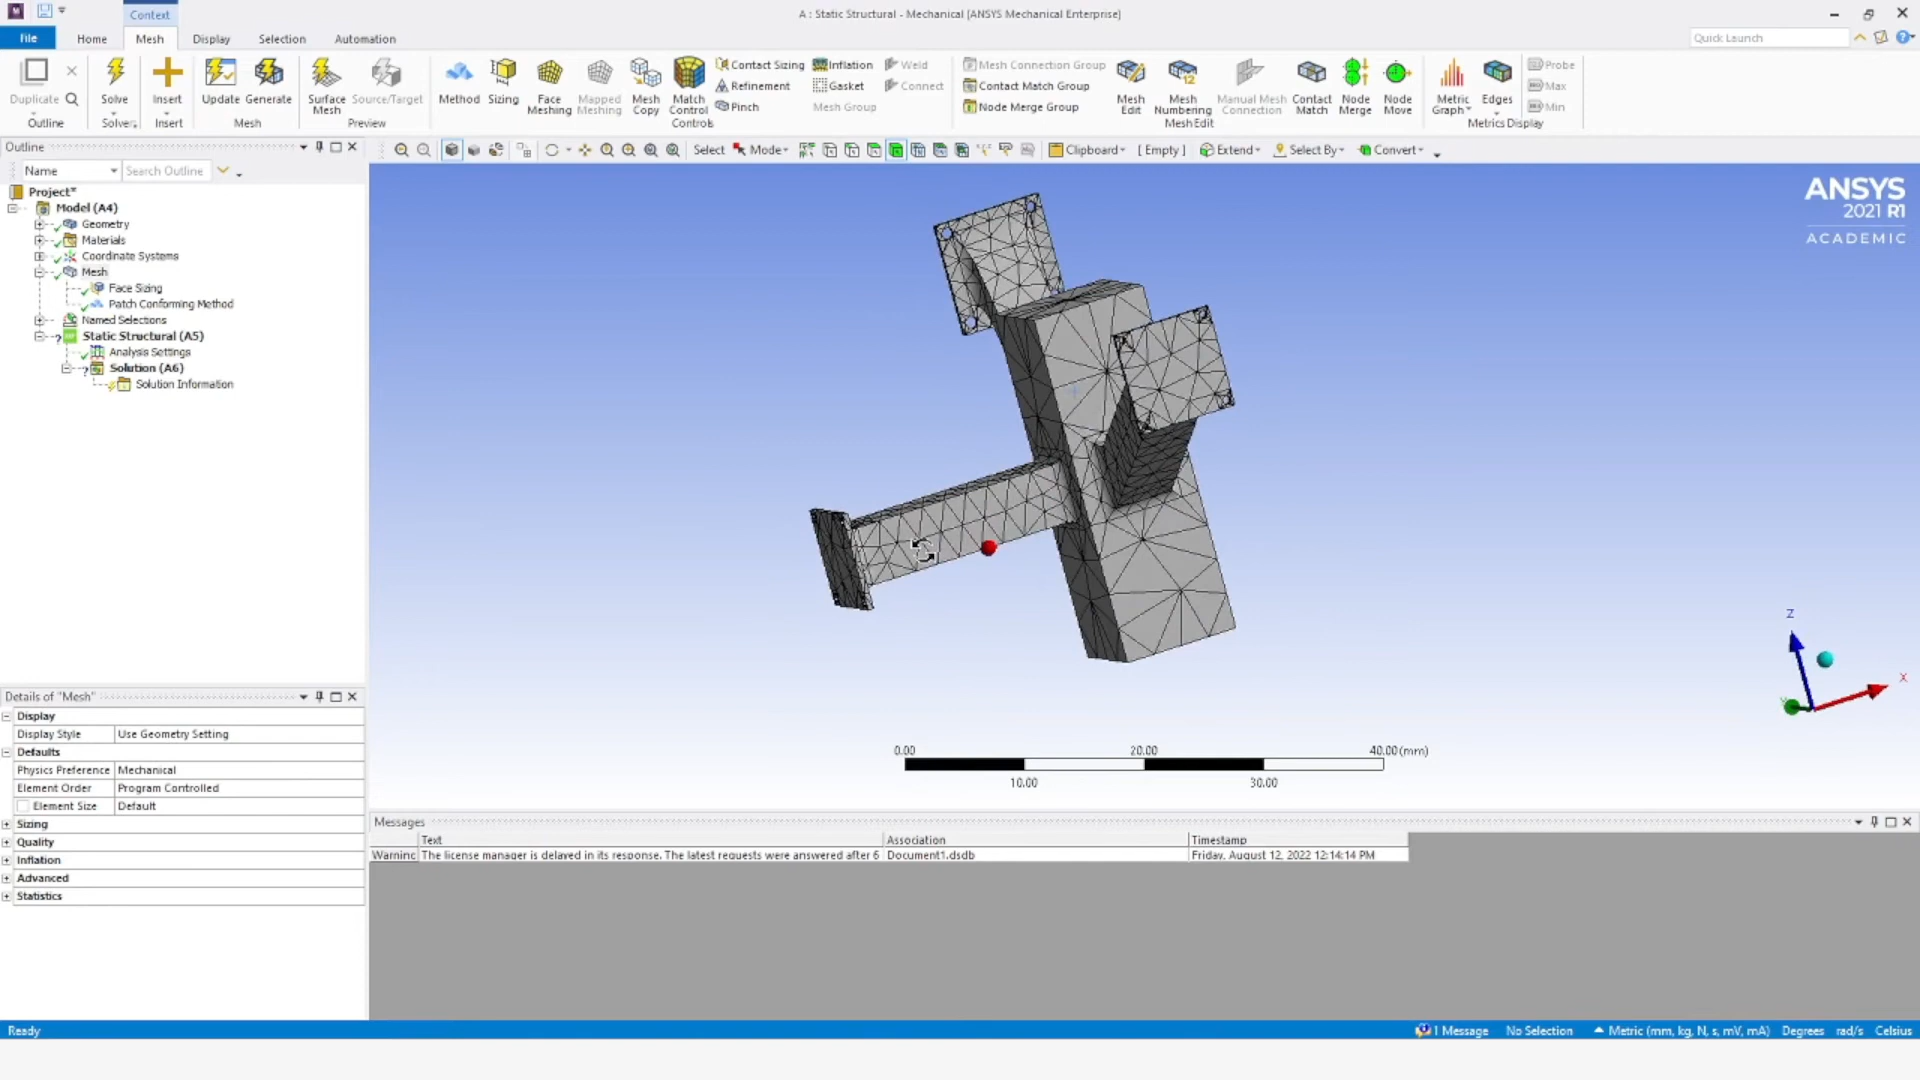 Context
A : Static Structural - Mechanical [ANSYS Mechanical Enterprise]
File Home Mesh Display Selection Automation
Quick Launch
Duplicate
Outline
Solve
Solver
Insert
Insert
Update Generate
Mesh
Surface Mesh Source/Target
Preview
Method Sizing Face Meshing Mapped Meshing Mesh Copy Match Control
Contact Sizing Inflation Weld
Refinement Gasket Connect
Pinch Mesh Group
Controls
Mesh Connection Group
Contact Match Group
Node Merge Group
Mesh Edit Mesh Numbering Manual Mesh Connection Contact Match Node Merge Node Move
Mesh Edit
Metric Graph Edges
Probe
Max
Min
Metrics Display
Select Mode Clipboard [ Empty ] Extend Select By Convert
Outline
Name Search Outline
Project*
Model (A4)
Geometry
Materials
Coordinate Systems
Mesh
Face Sizing
Patch Conforming Method
Named Selections
Static Structural (A5)
Analysis Settings
Solution (A6)
Solution Information
ANSYS
2021 R1
ACADEMIC
Z
X
0.00 20.00 40.00 (mm)
10.00 30.00
Details of "Mesh"
Display
Display Style Use Geometry Setting
Defaults
Physics Preference Mechanical
Element Order Program Controlled
Element Size Default
Sizing
Quality
Inflation
Advanced
Statistics
Messages
Text Association Timestamp
Warning The license manager is delayed in its response. The latest requests were answered after 6 Document1.dsdb Friday, August 12, 2022 12:14:14 PM
Ready
1 Message No Selection Metric (mm, kg, N, s, mV, mA) Degrees rad/s Celsius